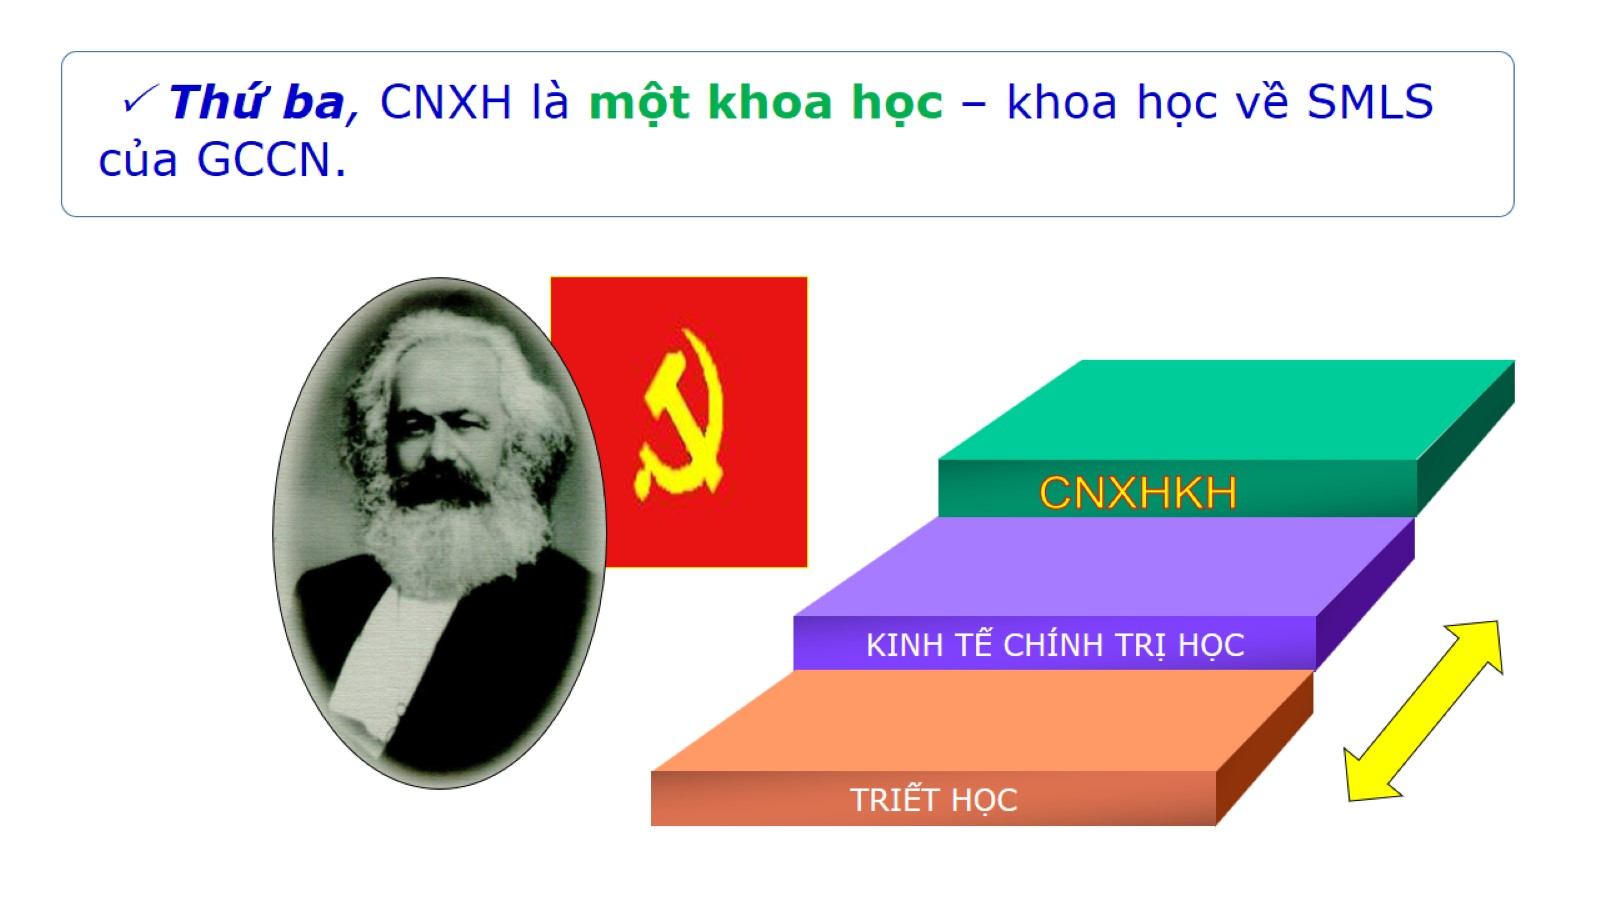 ✓ Thứ ba, CNXH là một khoa học – khoa học về SMLS
của GCCN.
CNXHKH
KINH TẾ CHÍNH TRỊ HỌC
TRIẾT HỌC